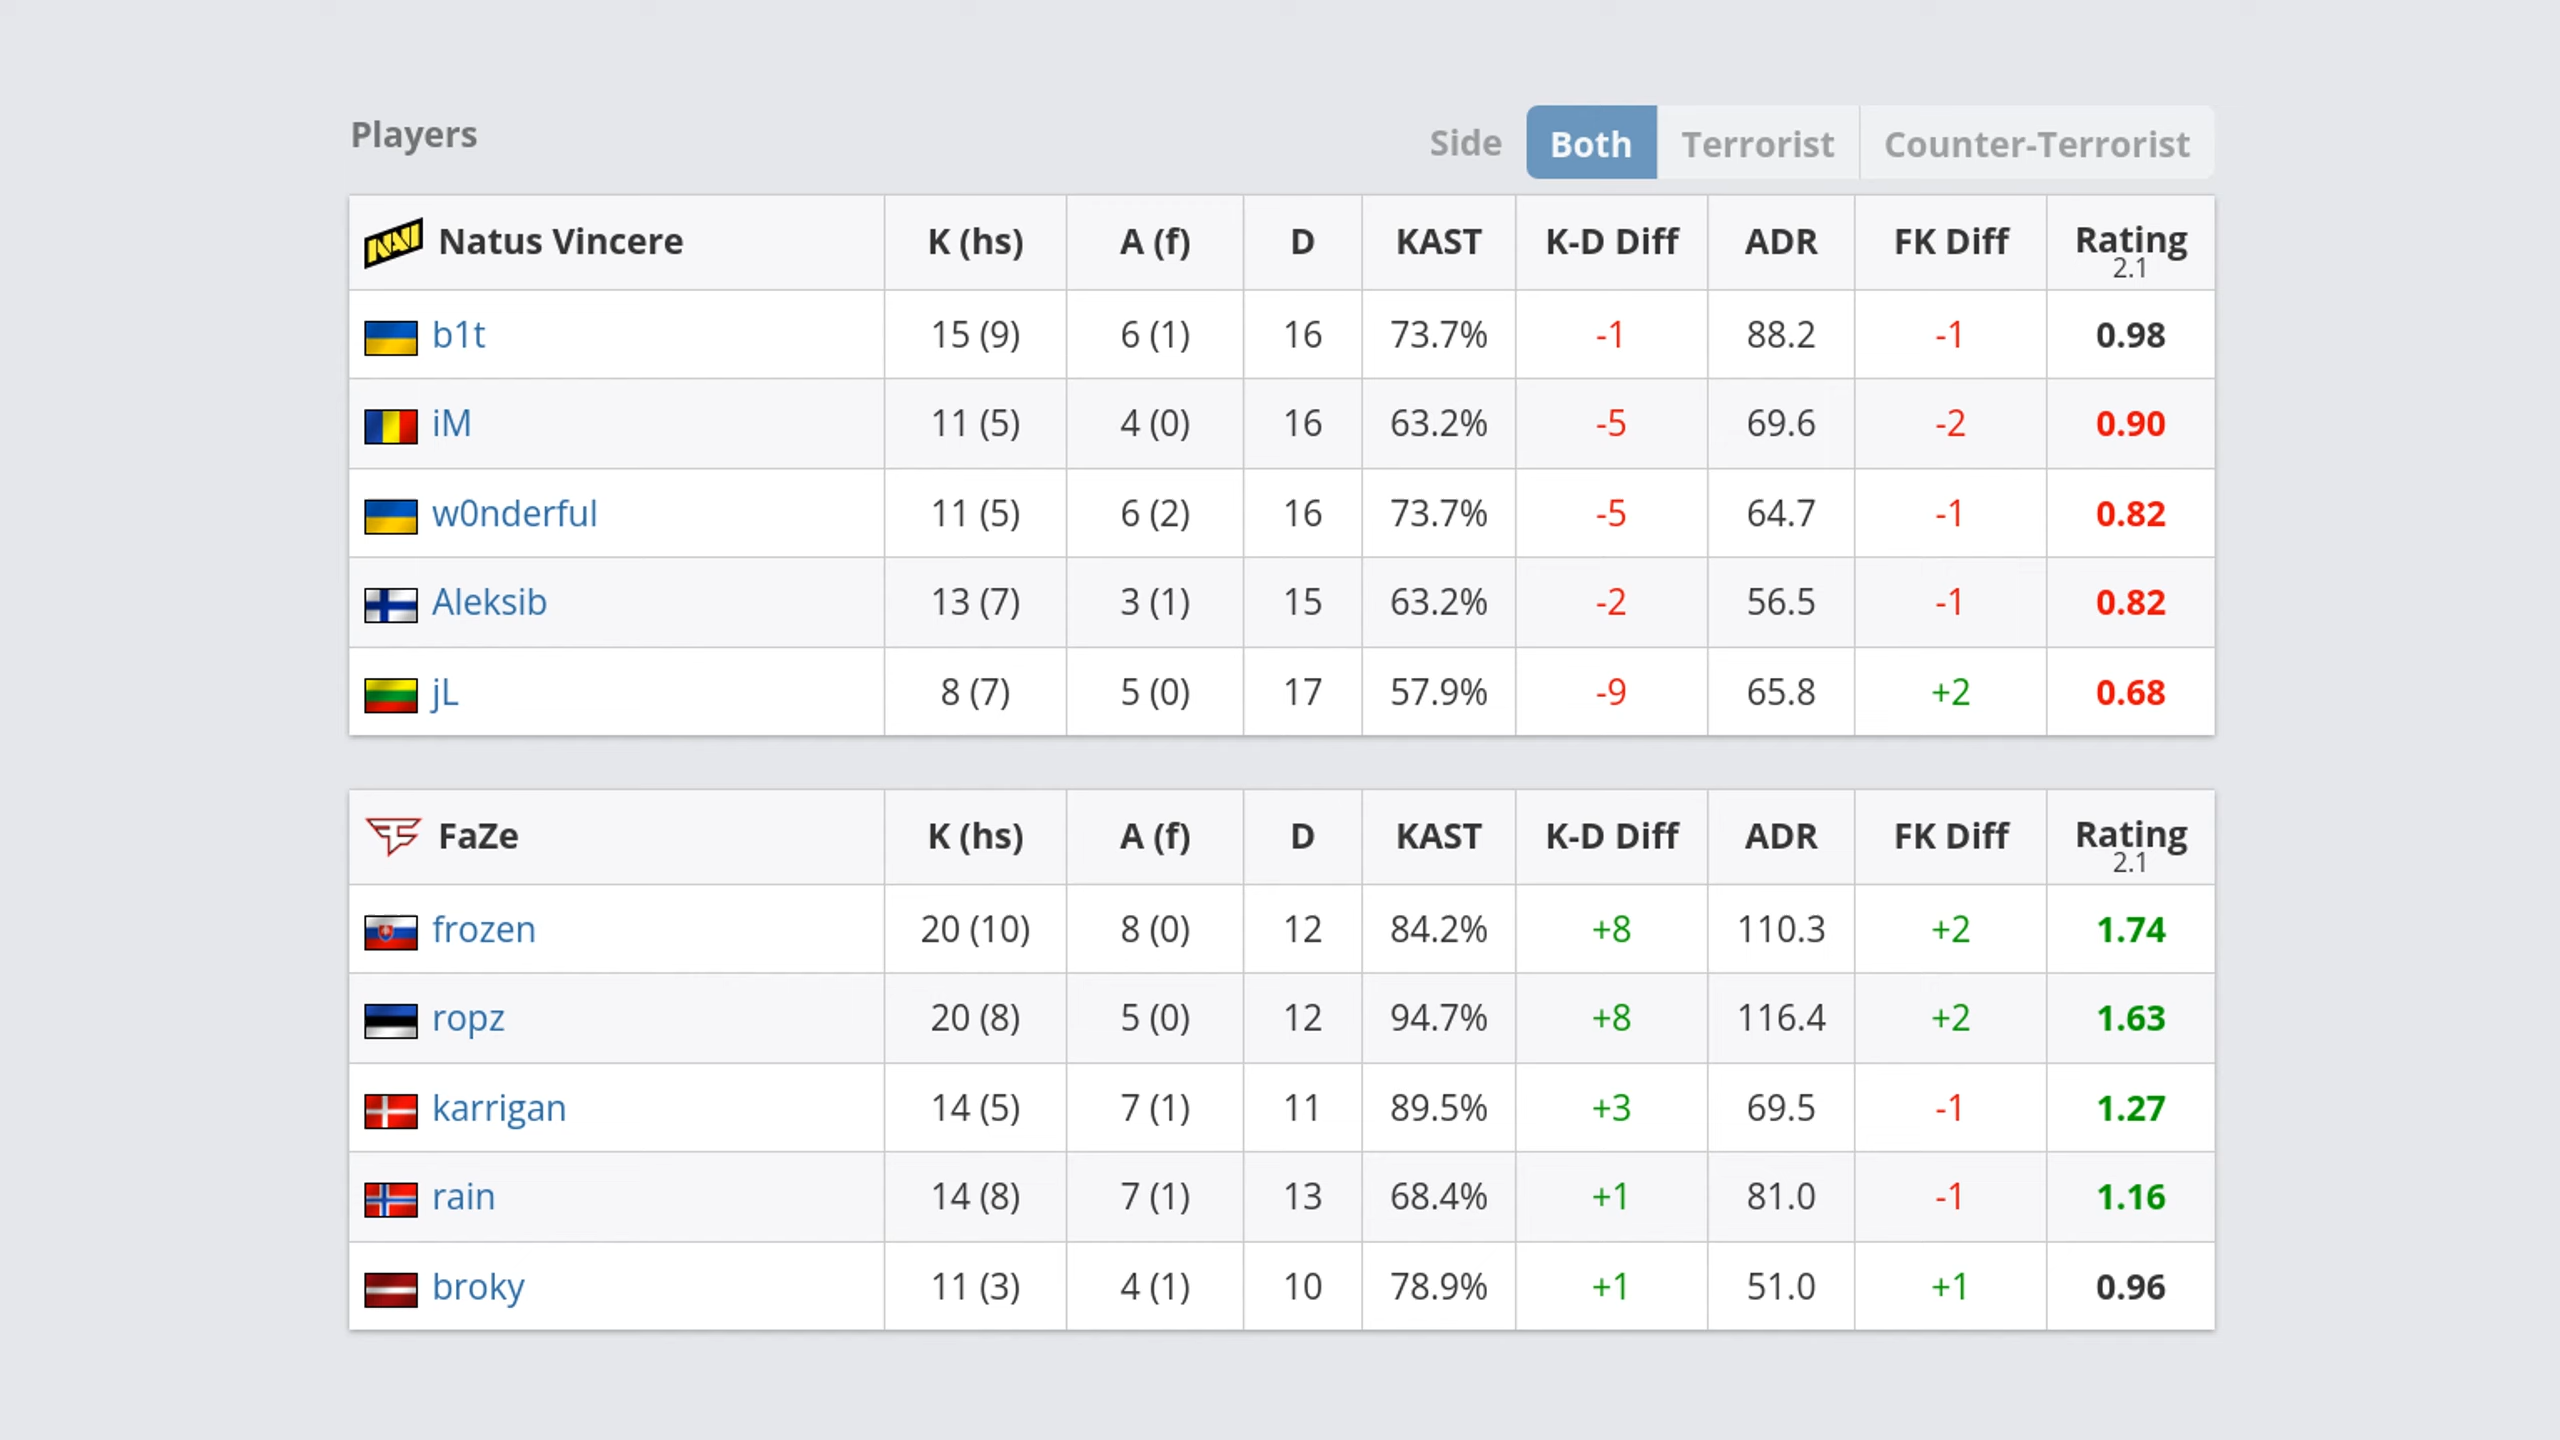 Players Side Both Terrorist Counter-Terrorist
NAVI Natus Vincere K (hs) A (f) D KAST K-D Diff ADR FK Diff Rating 2.1
b1t 15 (9) 6 (1) 16 73.7% -1 88.2 -1 0.98
iM 11 (5) 4 (0) 16 63.2% -5 69.6 -2 0.90
w0nderful 11 (5) 6 (2) 16 73.7% -5 64.7 -1 0.82
Aleksib 13 (7) 3 (1) 15 63.2% -2 56.5 -1 0.82
jL 8 (7) 5 (0) 17 57.9% -9 65.8 +2 0.68
FaZe K (hs) A (f) D KAST K-D Diff ADR FK Diff Rating 2.1
frozen 20 (10) 8 (0) 12 84.2% +8 110.3 +2 1.74
ropz 20 (8) 5 (0) 12 94.7% +8 116.4 +2 1.63
karrigan 14 (5) 7 (1) 11 89.5% +3 69.5 -1 1.27
rain 14 (8) 7 (1) 13 68.4% +1 81.0 -1 1.16
broky 11 (3) 4 (1) 10 78.9% +1 51.0 +1 0.96